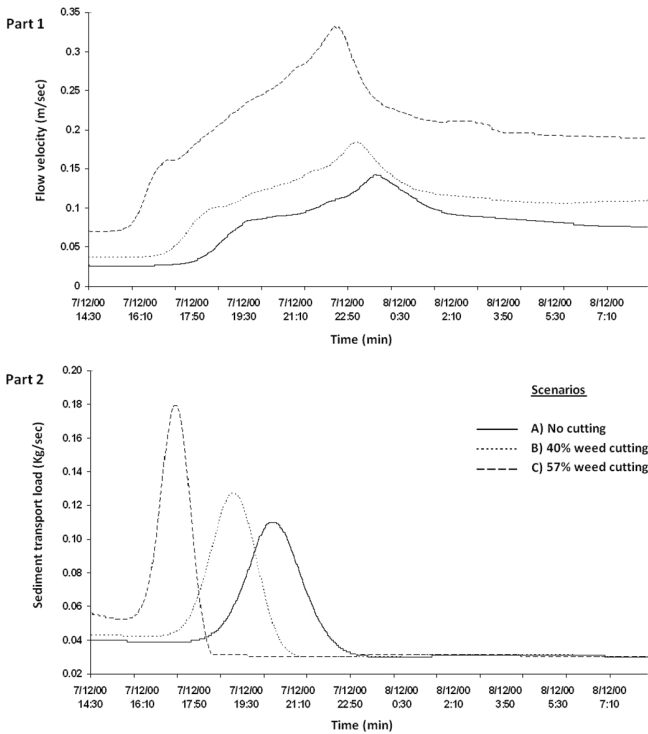 Part 1
0.35
0.3
0.25
0.2
0.15
0.1
0.05
0
Flow velocity (m/sec)
7/12/00 7/12/00 7/12/00 7/12/00 7/12/00 7/12/00 8/12/00 8/12/00 8/12/00 8/12/00 8/12/00
14:30 16:10 17:50 19:30 21:10 22:50 0:30 2:10 3:50 5:30 7:10
Time (min)
Part 2
0.20
0.18
0.16
0.14
0.12
0.10
0.08
0.06
0.04
0.02
Sediment transport load (Kg/sec)
Scenarios
A) No cutting
B) 40% weed cutting
C) 57% weed cutting
7/12/00 7/12/00 7/12/00 7/12/00 7/12/00 7/12/00 8/12/00 8/12/00 8/12/00 8/12/00 8/12/00
14:30 16:10 17:50 19:30 21:10 22:50 0:30 2:10 3:50 5:30 7:10
Time (min)